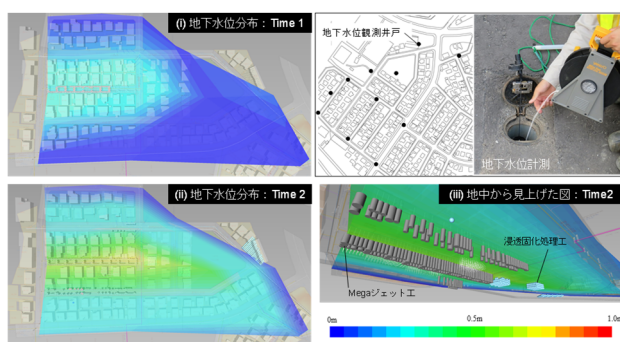 (i) 地下水位分布：Time 1
地下水位観測井戸
地下水位計測
(ii) 地下水位分布：Time 2
(iii) 地中から見上げた図：Time2
浸透固化処理工
Megaジェット工
0m 0.5m 1.0m